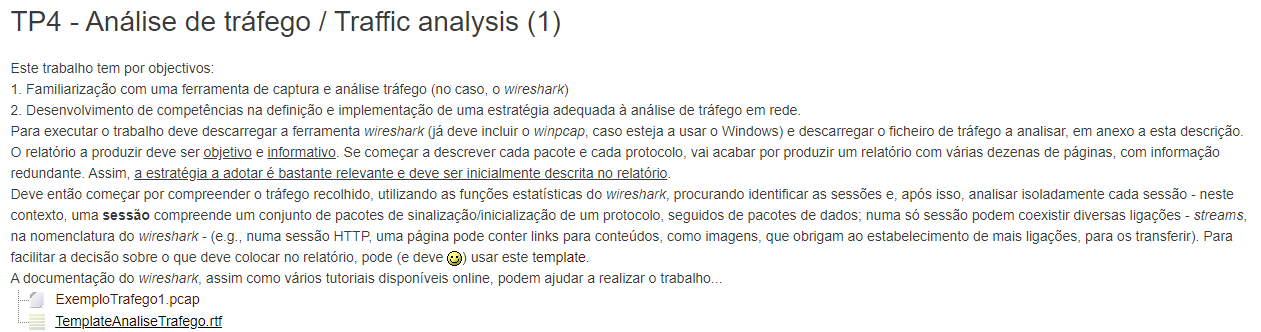 TP4 - Análise de tráfego / Traffic analysis (1)
Este trabalho tem por objectivos:
1. Familiarização com uma ferramenta de captura e análise tráfego (no caso, o wireshark)
2. Desenvolvimento de competências na definição e implementação de uma estratégia adequada à análise de tráfego em rede.
Para executar o trabalho deve descarregar a ferramenta wireshark (já deve incluir o winpcap, caso esteja a usar o Windows) e descarregar o ficheiro de tráfego a analisar, em anexo a esta descrição.
O relatório a produzir deve ser objetivo e informativo. Se começar a descrever cada pacote e cada protocolo, vai acabar por produzir um relatório com várias dezenas de páginas, com informação
redundante. Assim, a estratégia a adotar é bastante relevante e deve ser inicialmente descrita no relatório.
Deve então começar por compreender o tráfego recolhido, utilizando as funções estatísticas do wireshark, procurando identificar as sessões e, após isso, analisar isoladamente cada sessão - neste
contexto, uma sessão compreende um conjunto de pacotes de sinalização/inicialização de um protocolo, seguidos de pacotes de dados; numa só sessão podem coexistir diversas ligações - streams,
na nomenclatura do wireshark - (e.g., numa sessão HTTP, uma página pode conter links para conteúdos, como imagens, que obrigam ao estabelecimento de mais ligações, para os transferir). Para
facilitar a decisão sobre o que deve colocar no relatório, pode (e deve ) usar este template.
A documentação do wireshark, assim como vários tutoriais disponíveis online, podem ajudar a realizar o trabalho...
ExemploTrafego1.pcap
TemplateAnaliseTrafego.rtf